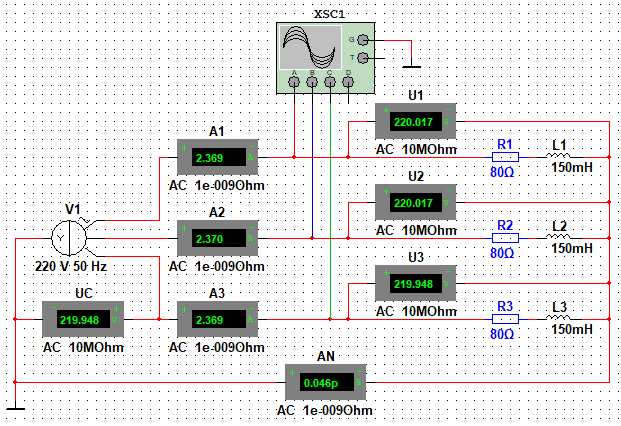 XSC1
G
T
A B C D
U1
+ -
220.017 V
AC 10MOhm
A1
+ -
2.369 A
AC 1e-009Ohm
R1
80Ω
L1
150mH
U2
+ -
220.017 V
AC 10MOhm
V1
Y
220 V 50 Hz
A2
+ -
2.370 A
AC 1e-009Ohm
R2
80Ω
L2
150mH
U3
+ -
219.948 V
AC 10MOhm
UC
- +
219.948 V
AC 10MOhm
A3
+ -
2.369 A
AC 1e-009Ohm
R3
80Ω
L3
150mH
AN
+ -
0.046p A
AC 1e-009Ohm